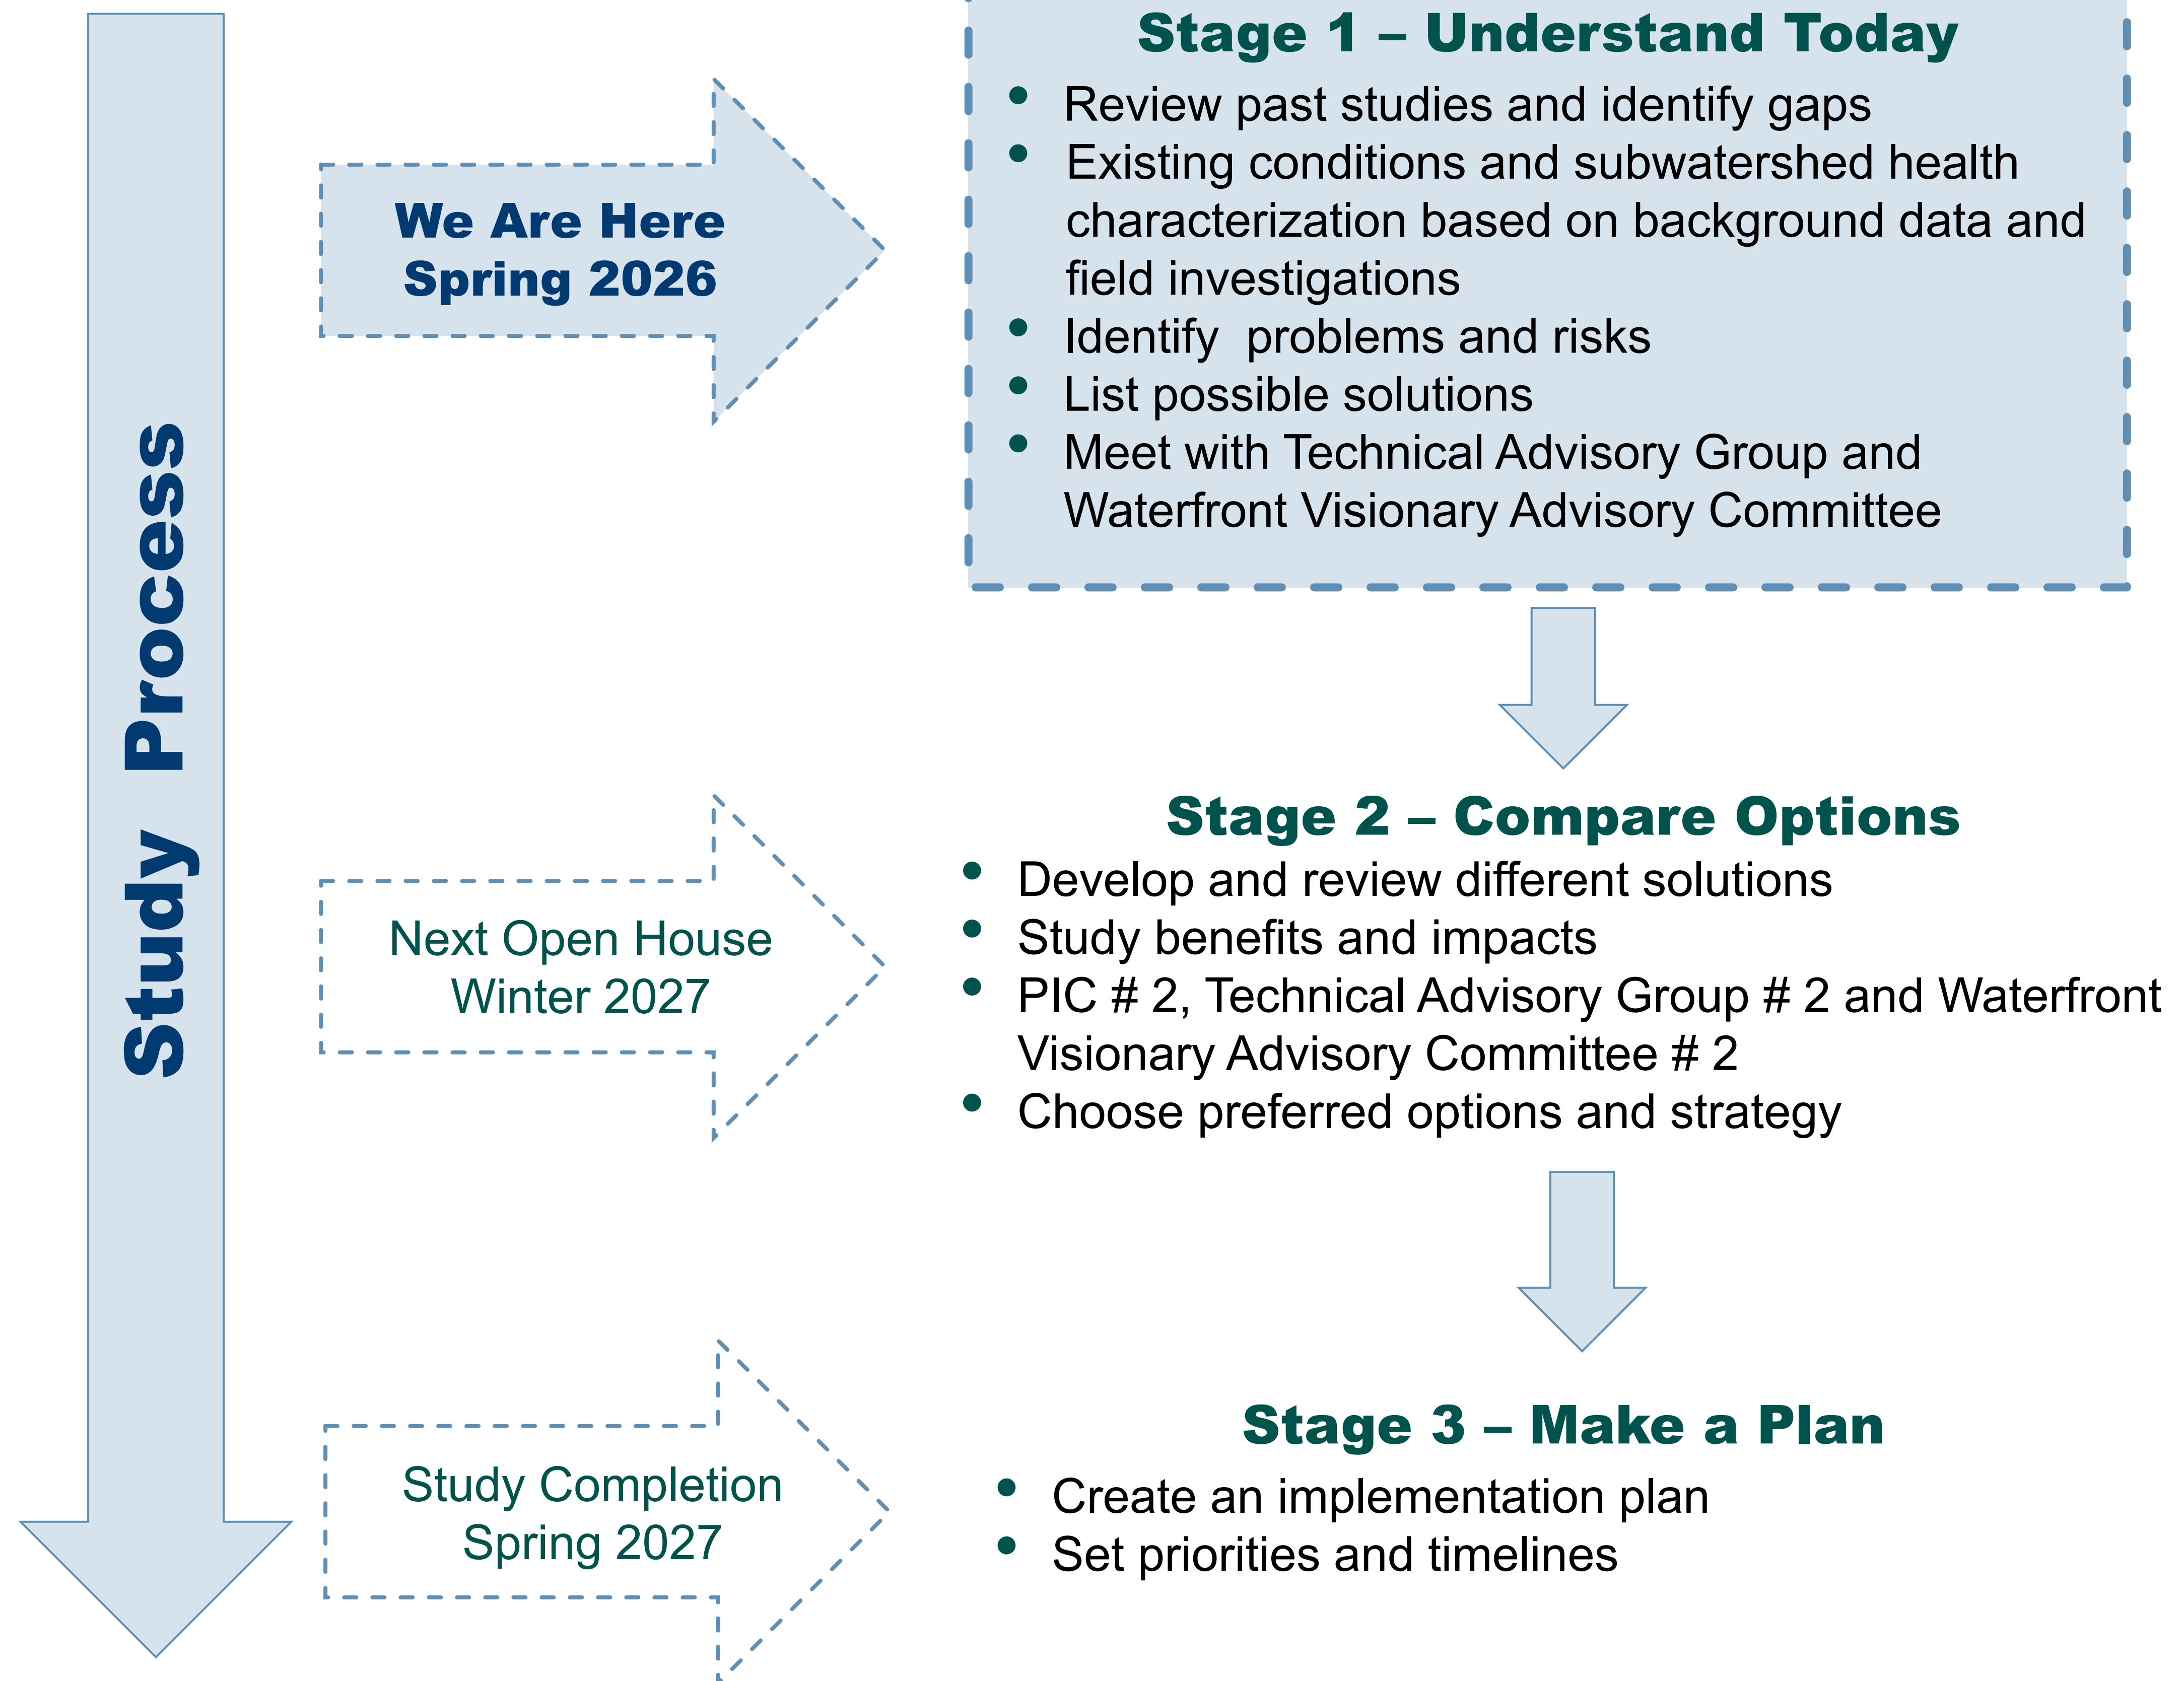 Study Process
We Are Here
Spring 2026
Stage 1 – Understand Today
• Review past studies and identify gaps
• Existing conditions and subwatershed health
characterization based on background data and
field investigations
• Identify  problems and risks
• List possible solutions
• Meet with Technical Advisory Group and
Waterfront Visionary Advisory Committee
Next Open House
Winter 2027
Stage 2 – Compare Options
• Develop and review different solutions
• Study benefits and impacts
• PIC # 2, Technical Advisory Group # 2 and Waterfront
Visionary Advisory Committee # 2
• Choose preferred options and strategy
Study Completion
Spring 2027
Stage 3 – Make a Plan
• Create an implementation plan
• Set priorities and timelines